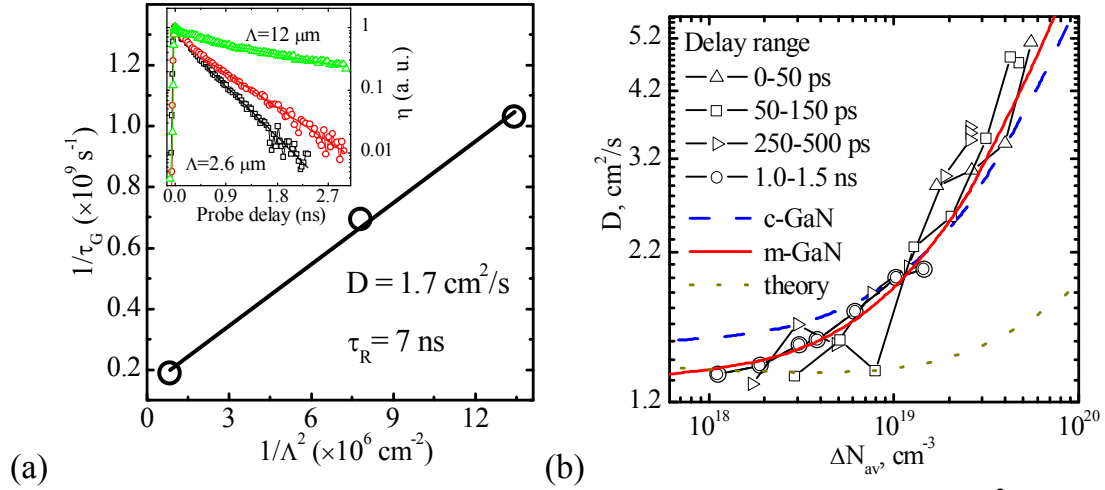 (a)
1/τ_G (×10⁹ s⁻¹)
1.2
1.0
0.8
0.6
0.4
0.2
0
3
6
9
12
1/Λ² (×10⁶ cm⁻²)
D = 1.7 cm²/s
τ_R = 7 ns
Λ=12 μm
Λ=2.6 μm
η (a. u.)
1
0.1
0.01
0.0
0.9
1.8
2.7
Probe delay (ns)
(b)
D, cm²/s
5.2
4.2
3.2
2.2
1.2
Delay range
0-50 ps
50-150 ps
250-500 ps
1.0-1.5 ns
c-GaN
m-GaN
theory
10¹⁸
10¹⁹
10²⁰
ΔN_av, cm⁻³